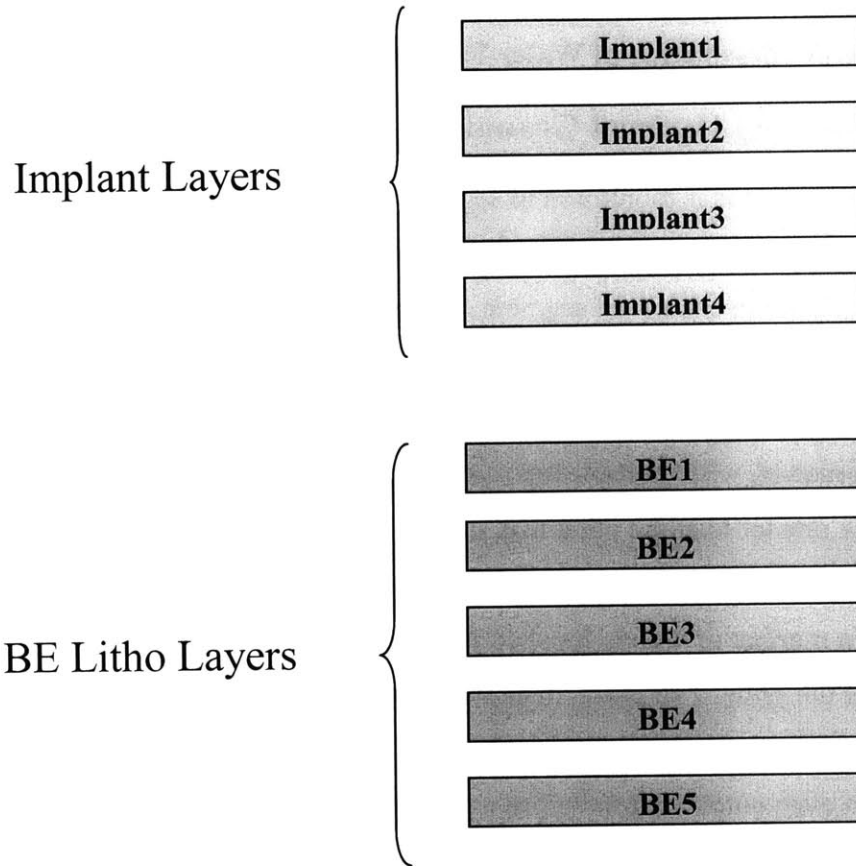 Implant Layers
Implant1
Implant2
Implant3
Implant4
BE Litho Layers
BE1
BE2
BE3
BE4
BE5